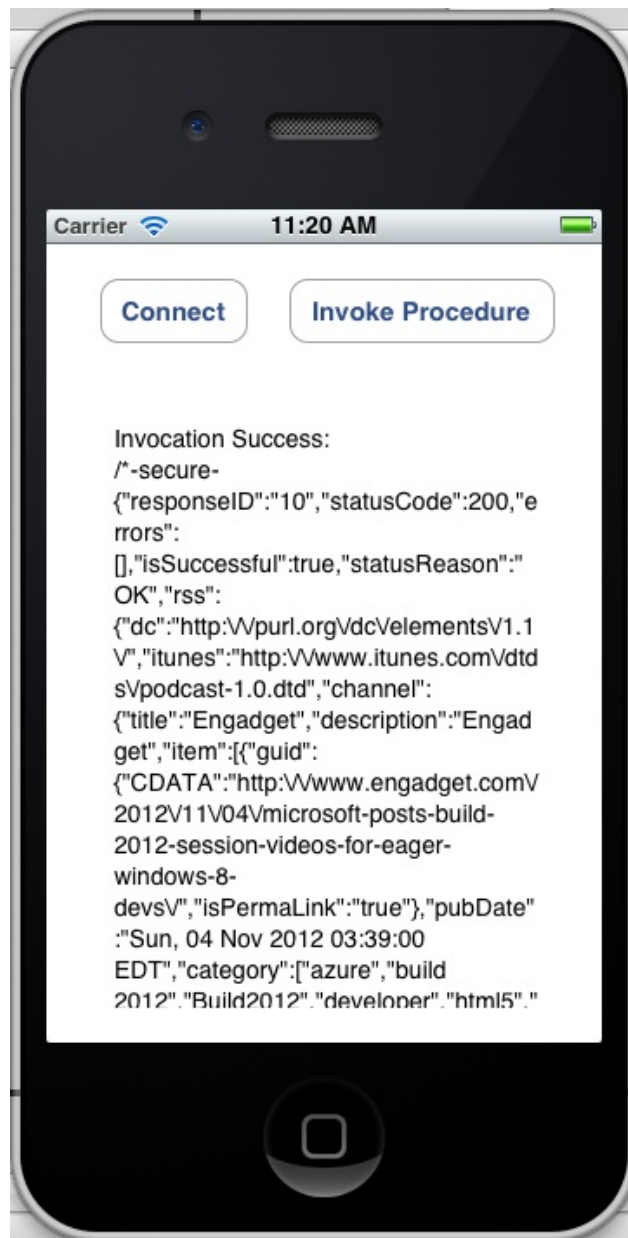 Carrier 11:20 AM
Connect Invoke Procedure
Invocation Success:
/*-secure-
{"responseID":"10","statusCode":200,"e
rrors":
[],"isSuccessful":true,"statusReason":"
OK","rss":
{"dc":"http:\/\/purl.org\/dc\/elements\/1.1
\/","itunes":"http:\/\/www.itunes.com\/dtd
s\/podcast-1.0.dtd","channel":
{"title":"Engadget","description":"Engad
get","item":[{"guid":
{"CDATA":"http:\/\/www.engadget.com\/
2012\/11\/04\/microsoft-posts-build-
2012-session-videos-for-eager-
windows-8-
devs\/","isPermaLink":"true"},"pubDate"
:"Sun, 04 Nov 2012 03:39:00
EDT","category":["azure","build
2012","Build2012","developer","html5","